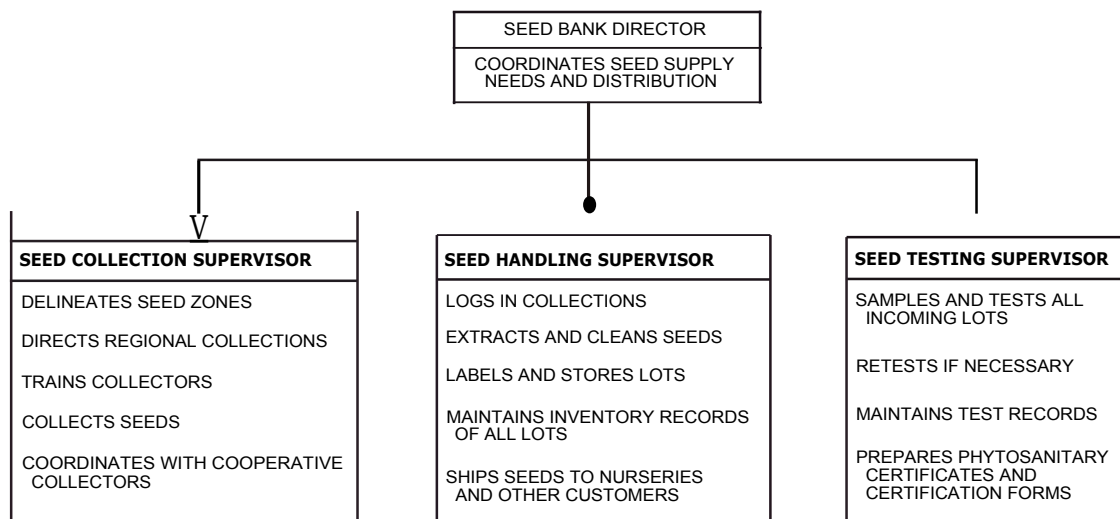 SEED BANK DIRECTOR
COORDINATES SEED SUPPLY
NEEDS AND DISTRIBUTION
V
SEED COLLECTION SUPERVISOR
DELINEATES SEED ZONES
DIRECTS REGIONAL COLLECTIONS
TRAINS COLLECTORS
COLLECTS SEEDS
COORDINATES WITH COOPERATIVE
COLLECTORS
SEED HANDLING SUPERVISOR
LOGS IN COLLECTIONS
EXTRACTS AND CLEANS SEEDS
LABELS AND STORES LOTS
MAINTAINS INVENTORY RECORDS
OF ALL LOTS
SHIPS SEEDS TO NURSERIES
AND OTHER CUSTOMERS
SEED TESTING SUPERVISOR
SAMPLES AND TESTS ALL
INCOMING LOTS
RETESTS IF NECESSARY
MAINTAINS TEST RECORDS
PREPARES PHYTOSANITARY
CERTIFICATES AND
CERTIFICATION FORMS